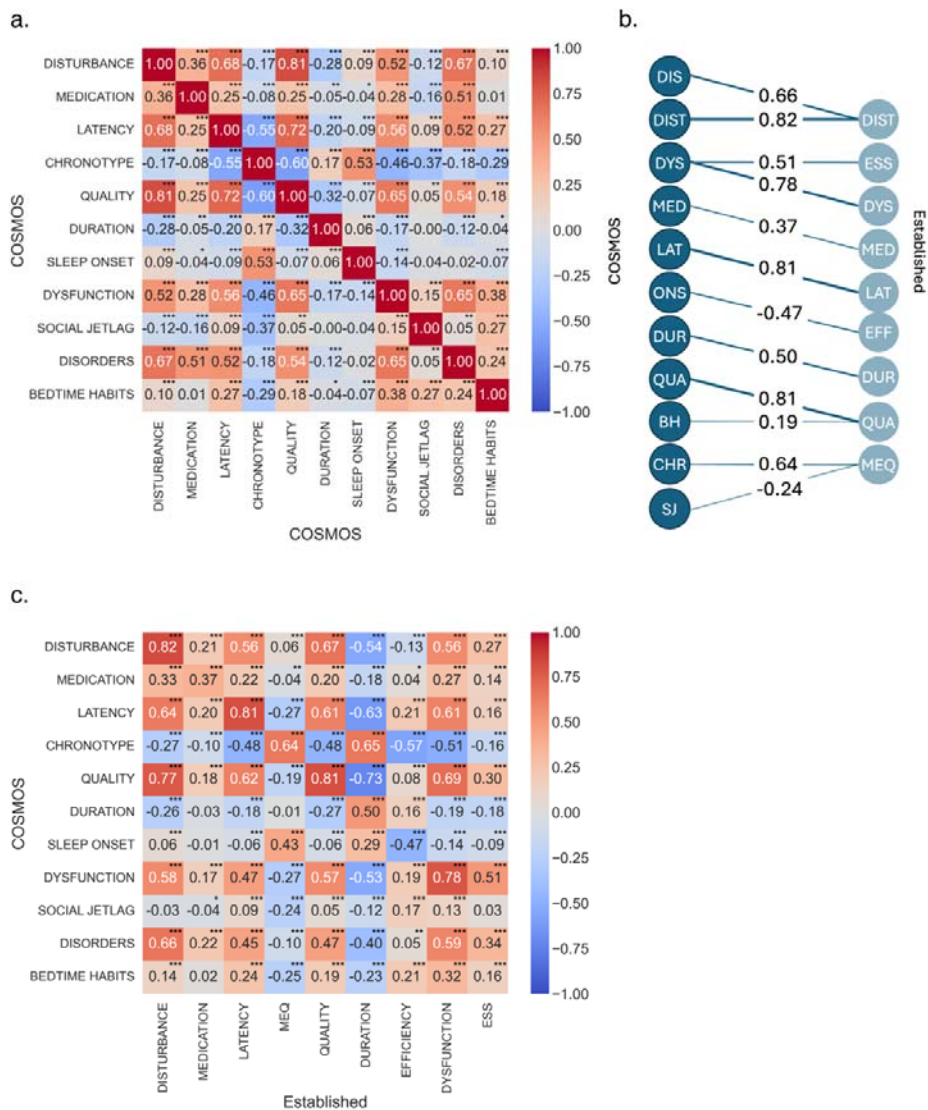 a.
DISTURBANCE 1.00 0.36 0.68 -0.17 0.81 -0.28 0.09 0.52 -0.12 0.67 0.10
MEDICATION 0.36 1.00 0.25 -0.08 0.25 -0.05 -0.04 0.28 -0.16 0.51 0.01
LATENCY 0.68 0.25 1.00 -0.55 0.72 -0.20 -0.09 0.56 0.09 0.52 0.27
CHRONOTYPE -0.17 -0.08 -0.55 1.00 -0.60 0.17 0.53 -0.46 -0.37 -0.18 -0.29
QUALITY 0.81 0.25 0.72 -0.60 1.00 -0.32 -0.07 0.65 0.05 0.54 0.18
DURATION -0.28 -0.05 -0.20 0.17 -0.32 1.00 0.06 -0.17 -0.00 -0.12 -0.04
SLEEP ONSET 0.09 -0.04 -0.09 0.53 -0.07 0.06 1.00 -0.14 -0.04 -0.02 -0.07
DYSFUNCTION 0.52 0.28 0.56 -0.46 0.65 -0.17 -0.14 1.00 0.15 0.65 0.38
SOCIAL JETLAG -0.12 -0.16 0.09 -0.37 0.05 -0.00 -0.04 0.15 1.00 0.05 0.27
DISORDERS 0.67 0.51 0.52 -0.18 0.54 -0.12 -0.02 0.65 0.05 1.00 0.24
BEDTIME HABITS 0.10 0.01 0.27 -0.29 0.18 -0.04 -0.07 0.38 0.27 0.24 1.00
COSMOS
DISTURBANCE
MEDICATION
LATENCY
CHRONOTYPE
QUALITY
DURATION
SLEEP ONSET
DYSFUNCTION
SOCIAL JETLAG
DISORDERS
BEDTIME HABITS
COSMOS
1.00
0.75
0.50
0.25
0.00
−0.25
−0.50
−0.75
−1.00
b.
COSMOS
DIS
DIST
DYS
MED
LAT
ONS
DUR
QUA
BH
CHR
SJ
0.66
0.82
0.51
0.78
0.37
0.81
-0.47
0.50
0.81
0.19
0.64
-0.24
DIST
ESS
DYS
MED
LAT
EFF
DUR
QUA
MEQ
Established
c.
DISTURBANCE 0.82 0.21 0.56 0.06 0.67 -0.54 -0.13 0.56 0.27
MEDICATION 0.33 0.37 0.22 -0.04 0.20 -0.18 0.04 0.27 0.14
LATENCY 0.64 0.20 0.81 -0.27 0.61 -0.63 0.21 0.61 0.16
CHRONOTYPE -0.27 -0.10 -0.48 0.64 -0.48 0.65 -0.57 -0.51 -0.16
QUALITY 0.77 0.18 0.62 -0.19 0.81 -0.73 0.08 0.69 0.30
DURATION -0.26 -0.03 -0.18 -0.01 -0.27 0.50 0.16 -0.19 -0.18
SLEEP ONSET 0.06 -0.01 -0.06 0.43 -0.06 0.29 -0.47 -0.14 -0.09
DYSFUNCTION 0.58 0.17 0.47 -0.27 0.57 -0.53 0.19 0.78 0.51
SOCIAL JETLAG -0.03 -0.04 0.09 -0.24 0.05 -0.12 0.17 0.13 0.03
DISORDERS 0.66 0.22 0.45 -0.10 0.47 -0.40 0.05 0.59 0.34
BEDTIME HABITS 0.14 0.02 0.24 -0.25 0.19 -0.23 0.21 0.32 0.16
COSMOS
DISTURBANCE
MEDICATION
LATENCY
MEQ
QUALITY
DURATION
EFFICIENCY
DYSFUNCTION
ESS
Established
1.00
0.75
0.50
0.25
0.00
−0.25
−0.50
−0.75
−1.00